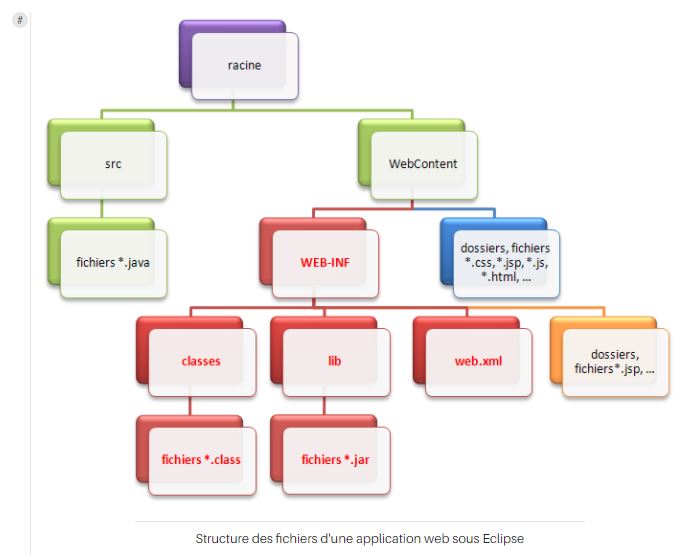 #
racine
src
WebContent
fichiers *.java
WEB-INF
dossiers, fichiers
*.css,*.jsp,*.js,
*.html, ...
classes
lib
web.xml
dossiers,
fichiers*.jsp, ...
fichiers *.class
fichiers *.jar
Structure des fichiers d'une application web sous Eclipse